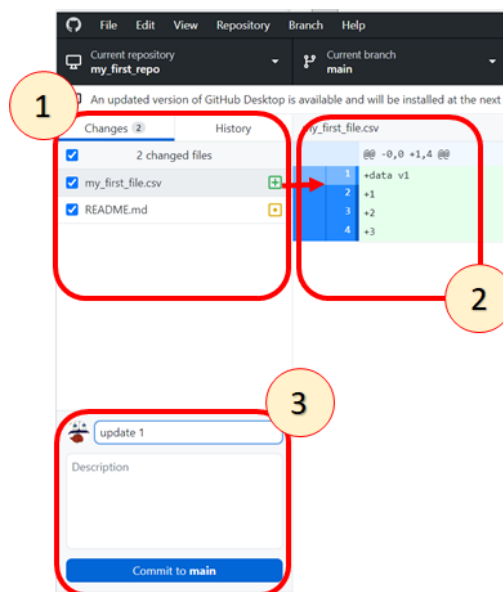 File Edit View Repository Branch Help
Current repository
my_first_repo
Current branch
main
1
An updated version of GitHub Desktop is available and will be installed at the next
Changes 2 History
my_first_file.csv
2 changed files
@@ -0,0 +1,4 @@
my_first_file.csv
1 +data v1
2 +1
README.md
3 +2
4 +3
2
3
update 1
Description
Commit to main